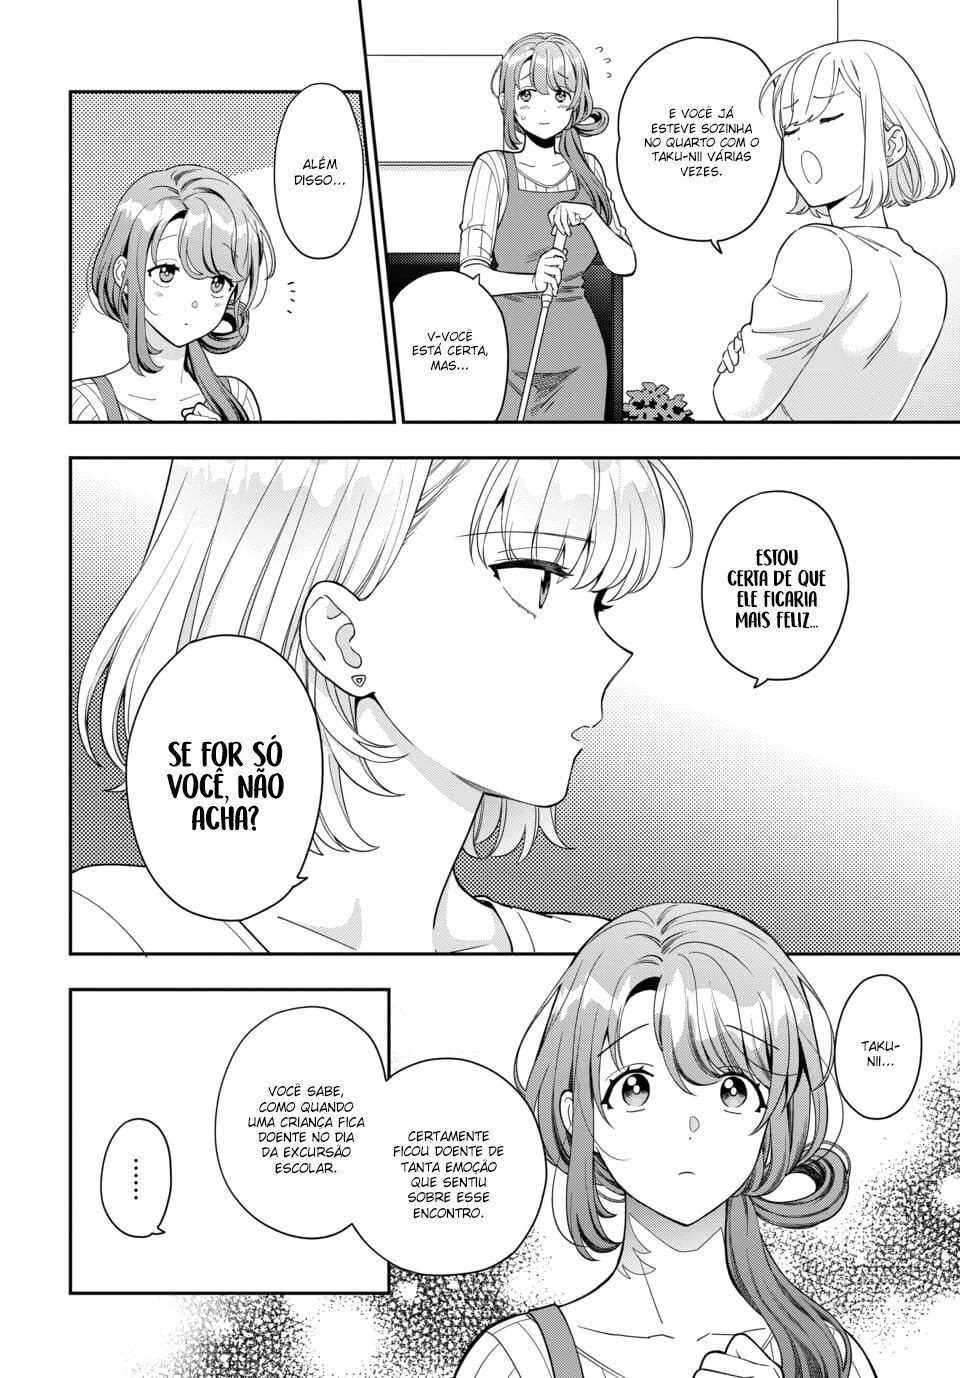 E VOCÊ JÁ
ESTEVE SOZINHA
NO QUARTO COM O
TAKU-NII VÁRIAS
VEZES.
V-VOCÊ
ESTÁ CERTA,
MAS...
ALÉM
DISSO...
ESTOU
CERTA DE QUE
ELE FICARIA
MAIS FELIZ...
SE FOR SÓ
VOCÊ, NÃO
ACHA?
TAKU-
NII...
CERTAMENTE
FICOU DOENTE DE
TANTA EMOÇÃO
QUE SENTIU
SOBRE ESSE
ENCONTRO.
VOCÊ SABE,
COMO QUANDO
UMA CRIANÇA FICA
DOENTE NO DIA
DA EXCURSÃO
ESCOLAR.
......